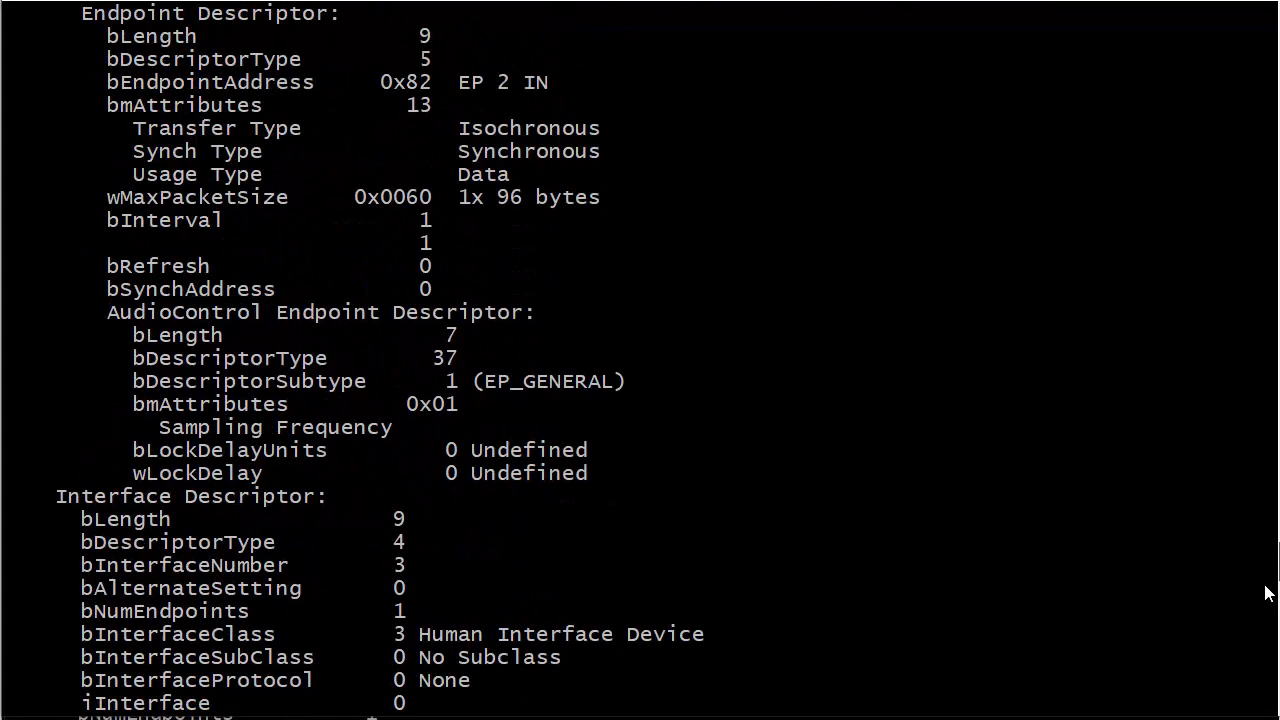 Endpoint Descriptor:
bLength 9
bDescriptorType 5
bEndpointAddress 0x82 EP 2 IN
bmAttributes 13
Transfer Type Isochronous
Synch Type Synchronous
Usage Type Data
wMaxPacketSize 0x0060 1x 96 bytes
bInterval 1
1
bRefresh 0
bSynchAddress 0
AudioControl Endpoint Descriptor:
bLength 7
bDescriptorType 37
bDescriptorSubtype 1 (EP_GENERAL)
bmAttributes 0x01
Sampling Frequency
bLockDelayUnits 0 Undefined
wLockDelay 0 Undefined
Interface Descriptor:
bLength 9
bDescriptorType 4
bInterfaceNumber 3
bAlternateSetting 0
bNumEndpoints 1
bInterfaceClass 3 Human Interface Device
bInterfaceSubClass 0 No Subclass
bInterfaceProtocol 0 None
iInterface 0